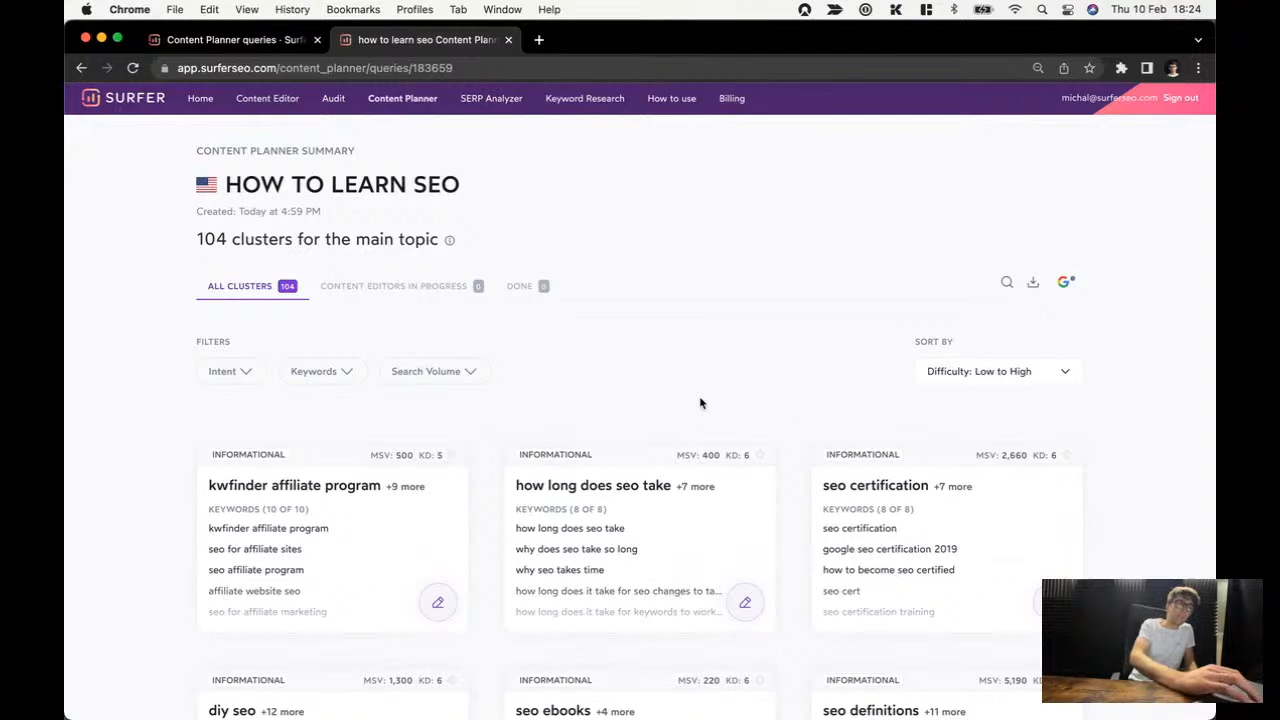 Chrome File Edit View History Bookmarks Profiles Tab Window Help Thu 10 Feb 18:24
Content Planner queries - Surf
how to learn seo Content Plann
app.surferseo.com/content_planner/queries/183659
SURFER Home Content Editor Audit Content Planner SERP Analyzer Keyword Research How to use Billing michal@surferseo.com Sign out
CONTENT PLANNER SUMMARY
HOW TO LEARN SEO
Created: Today at 4:59 PM
104 clusters for the main topic
ALL CLUSTERS 104 CONTENT EDITORS IN PROGRESS 0 DONE 0
FILTERS
SORT BY
Intent Keywords Search Volume
Difficulty: Low to High
INFORMATIONAL MSV: 500 KD: 5
kwfinder affiliate program +9 more
KEYWORDS (10 OF 10)
kwfinder affiliate program
seo for affiliate sites
seo affiliate program
affiliate website seo
seo for affiliate marketing
INFORMATIONAL MSV: 400 KD: 6
how long does seo take +7 more
KEYWORDS (8 OF 8)
how long does seo take
why does seo take so long
why seo takes time
how long does it take for seo changes to ta...
how long does it take for keywords to work...
INFORMATIONAL MSV: 2,660 KD: 6
seo certification +7 more
KEYWORDS (8 OF 8)
seo certification
google seo certification 2019
how to become seo certified
seo cert
seo certification training
INFORMATIONAL MSV: 1,300 KD: 6
diy seo +12 more
INFORMATIONAL MSV: 220 KD: 6
seo ebooks +4 more
INFORMATIONAL MSV: 5,190 KD:
seo definitions +11 more